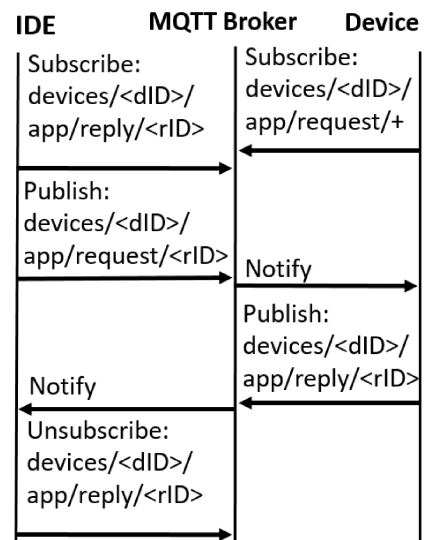 IDE
MQTT Broker
Device
Subscribe:
devices/<dID>/
app/reply/<rID>
Subscribe:
devices/<dID>/
app/request/+
Publish:
devices/<dID>/
app/request/<rID>
Notify
Publish:
devices/<dID>/
app/reply/<rID>
Notify
Unsubscribe:
devices/<dID>/
app/reply/<rID>